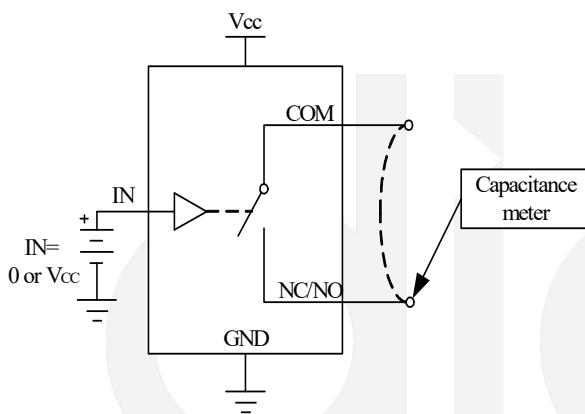 Vcc
COM
IN
+
IN=
0 or VCC
Capacitance
meter
NC/NO
GND